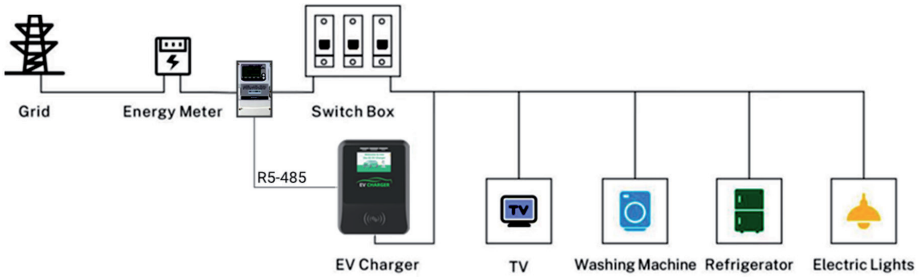 Grid
Energy Meter
Switch Box
R5-485
EV CHARGER
EV Charger
TV
TV
Washing Machine
Refrigerator
Electric Lights